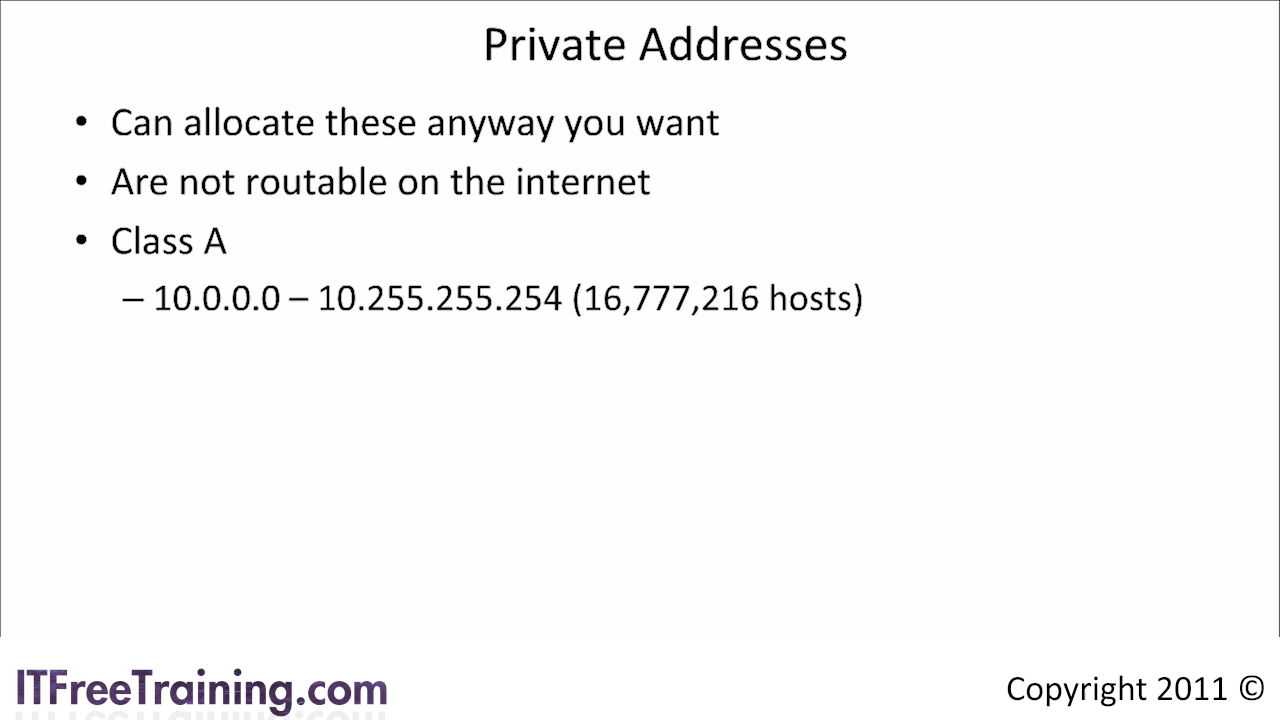 Private Addresses
• Can allocate these anyway you want
• Are not routable on the internet
• Class A
– 10.0.0.0 – 10.255.255.254 (16,777,216 hosts)
ITFreeTraining.com
Copyright 2011 ©